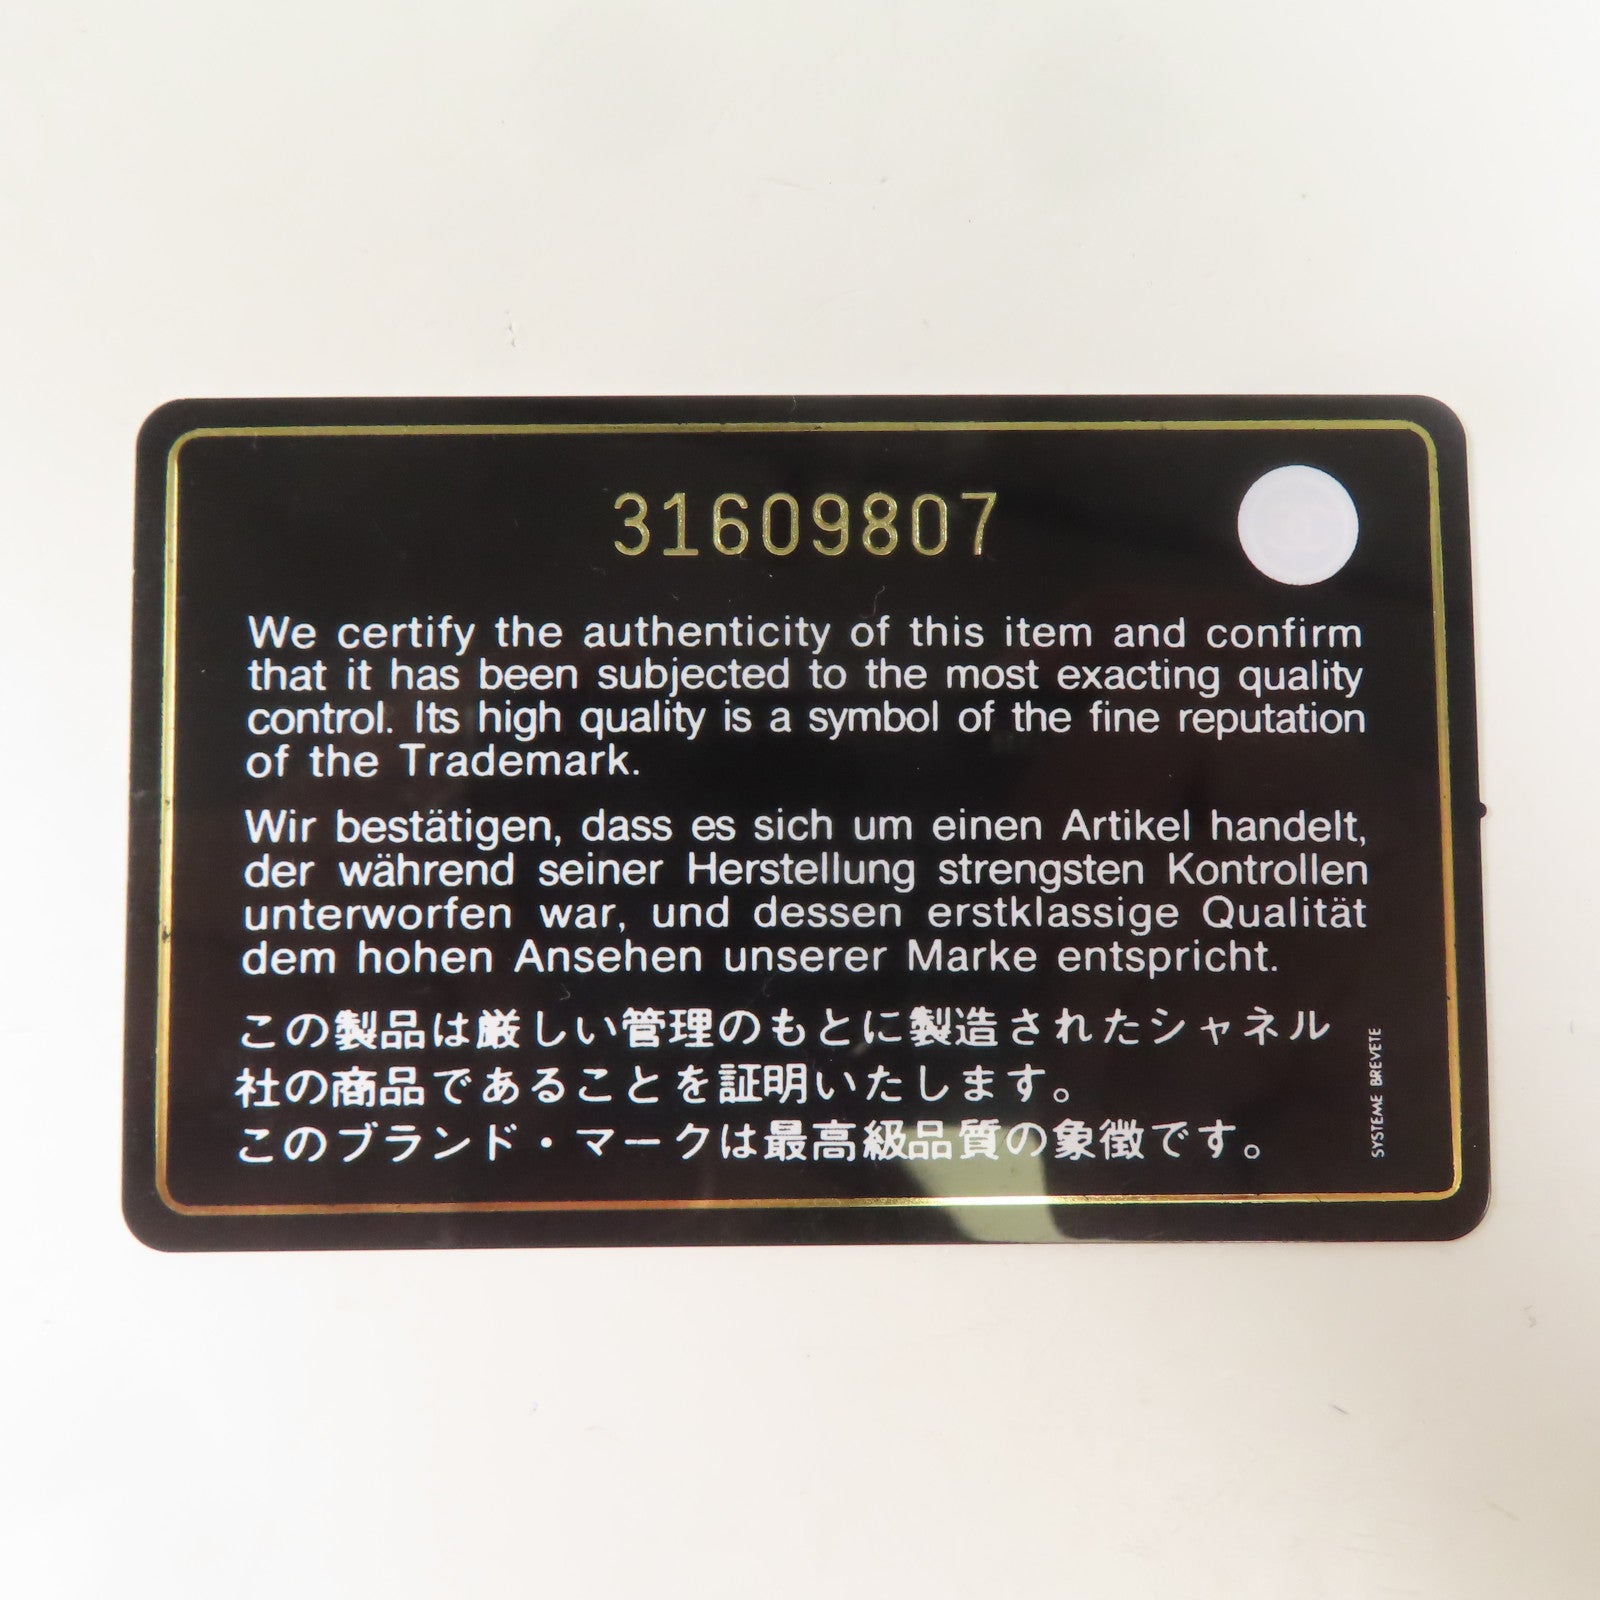 31609807
We certify the authenticity of this item and confirm
that it has been subjected to the most exacting quality
control. Its high quality is a symbol of the fine reputation
of the Trademark.
Wir bestätigen, dass es sich um einen Artikel handelt,
der während seiner Herstellung strengsten Kontrollen
unterworfen war, und dessen erstklassige Qualität
dem hohen Ansehen unserer Marke entspricht.
この製品は厳しい管理のもとに製造されたシャネル
社の商品であることを証明いたします。
このブランド・マークは最高級品質の象徴です。
SYSTEME BREVETE